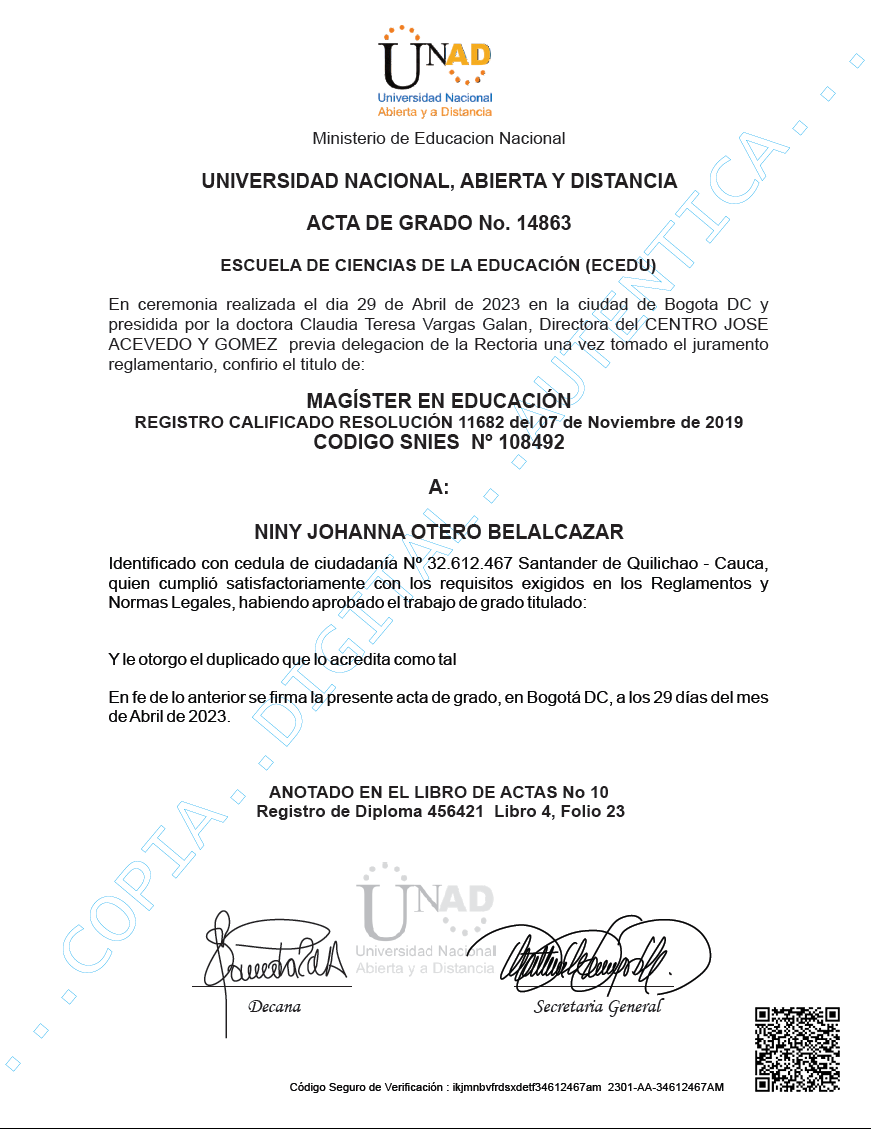 UNAD
Universidad Nacional
Abierta y a Distancia
Ministerio de Educacion Nacional
UNIVERSIDAD NACIONAL, ABIERTA Y DISTANCIA
ACTA DE GRADO No. 14863
ESCUELA DE CIENCIAS DE LA EDUCACIÓN (ECEDU)
En ceremonia realizada el dia 29 de Abril de 2023 en la ciudad de Bogota DC y
presidida por la doctora Claudia Teresa Vargas Galan, Directora del CENTRO JOSE
ACEVEDO Y GOMEZ previa delegacion de la Rectoria una vez tomado el juramento
reglamentario, confirio el titulo de:
MAGÍSTER EN EDUCACIÓN
REGISTRO CALIFICADO RESOLUCIÓN 11682 del 07 de Noviembre de 2019
CODIGO SNIES Nº 108492
A:
NINY JOHANNA OTERO BELALCAZAR
Identificado con cedula de ciudadanía Nº 32.612.467 Santander de Quilichao - Cauca,
quien cumplió satisfactoriamente con los requisitos exigidos en los Reglamentos y
Normas Legales, habiendo aprobado el trabajo de grado titulado:
Y le otorgo el duplicado que lo acredita como tal
En fe de lo anterior se firma la presente acta de grado, en Bogotá DC, a los 29 días del mes
de Abril de 2023.
ANOTADO EN EL LIBRO DE ACTAS No 10
Registro de Diploma 456421 Libro 4, Folio 23
UNAD
Universidad Nacional
Abierta y a Distancia
Decana
Secretaria General
Código Seguro de Verificación : ikjmnbvfrdsxdetf34612467am 2301-AA-34612467AM
. . . COPIA. . DIGITAL. . . AUTENTICA. . .